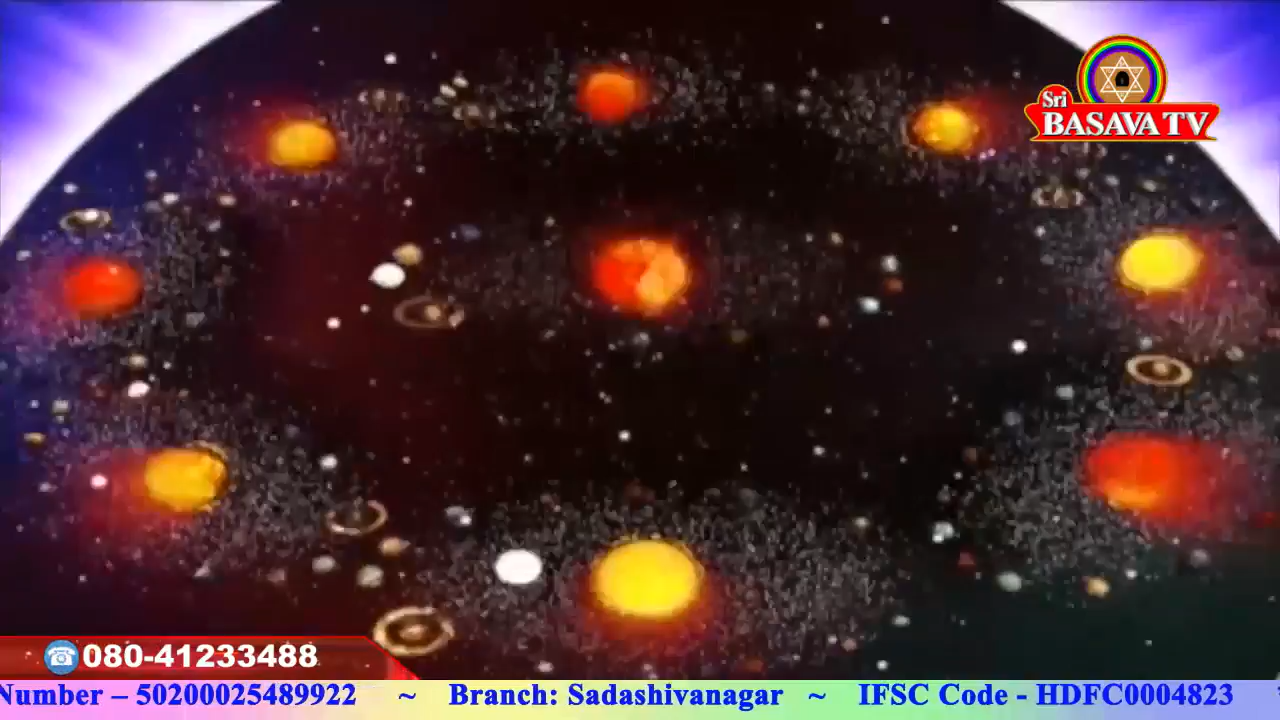 Sri
BASAVA TV
080-41233488
Number – 50200025489922 ~ Branch: Sadashivanagar ~ IFSC Code - HDFC0004823